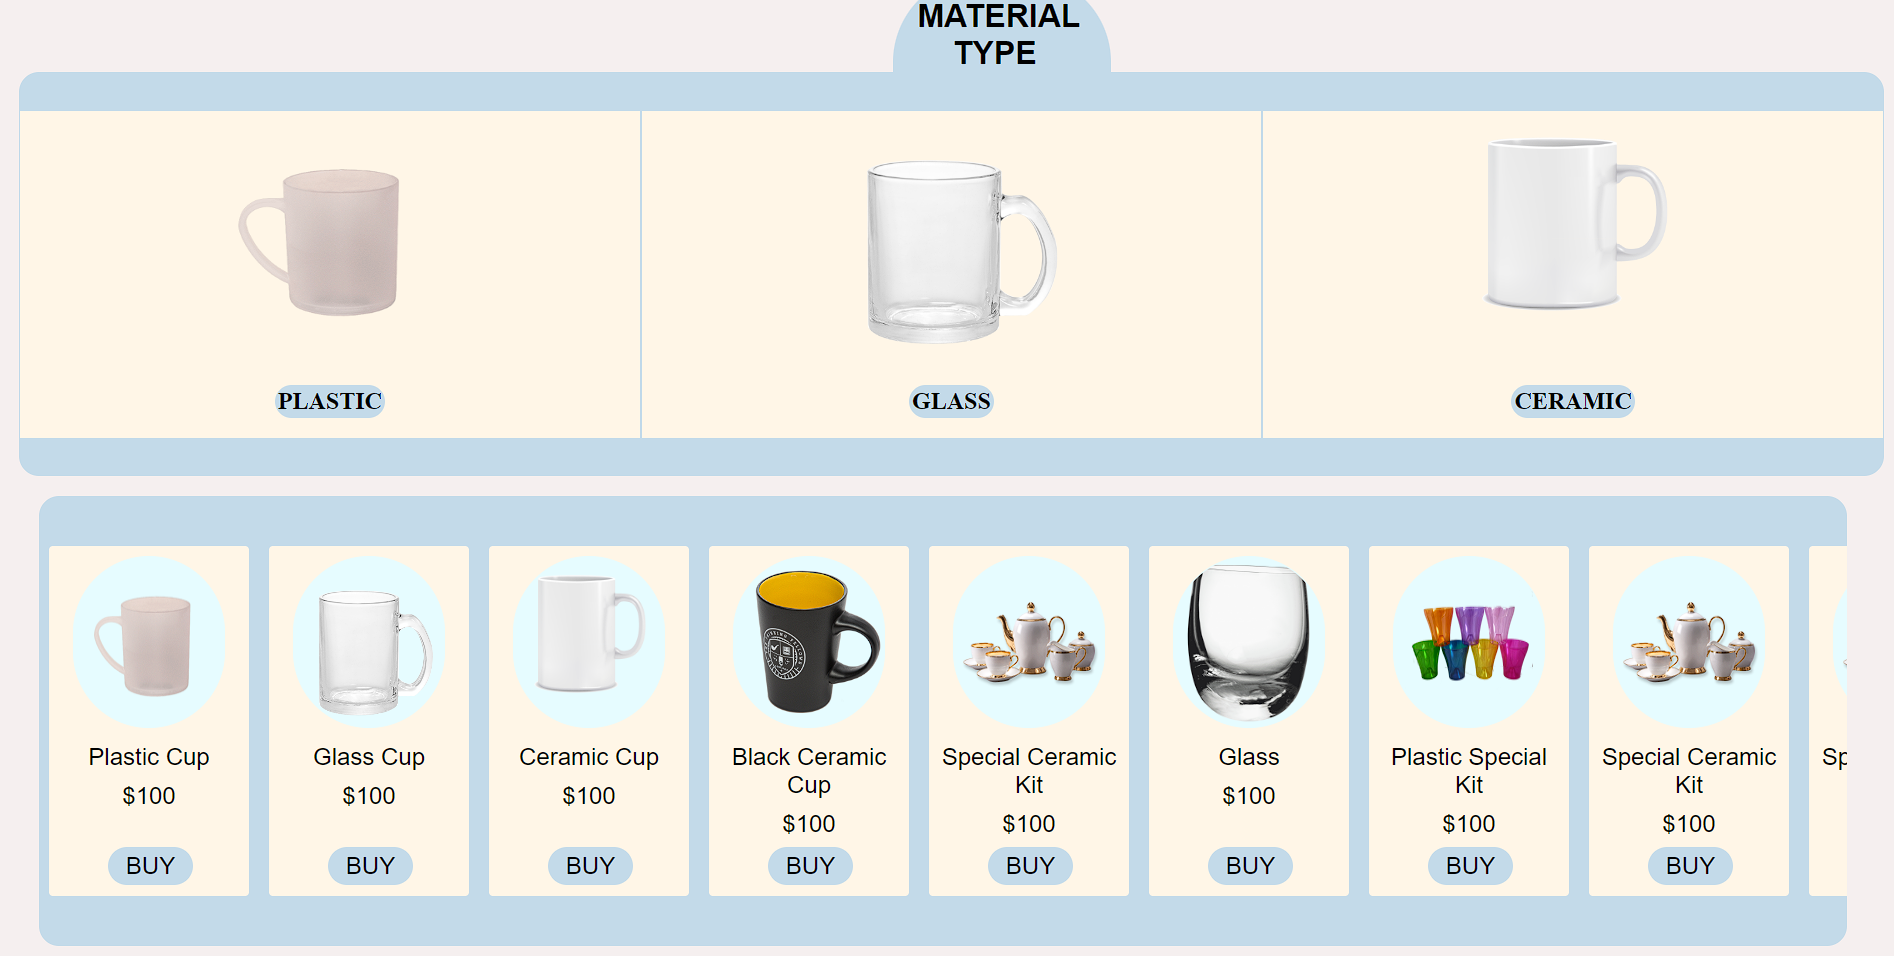 MATERIAL
TYPE
PLASTIC
GLASS
CERAMIC
Plastic Cup
$100
BUY
Glass Cup
$100
BUY
Ceramic Cup
$100
BUY
Black Ceramic
Cup
$100
BUY
Special Ceramic
Kit
$100
BUY
Glass
$100
BUY
Plastic Special
Kit
$100
BUY
Special Ceramic
Kit
$100
BUY
Sp